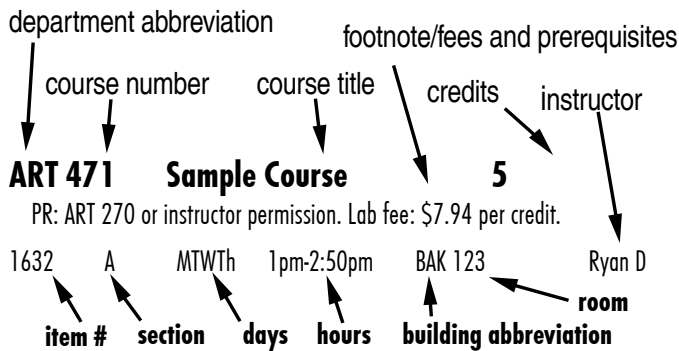 department abbreviation
footnote/fees and prerequisites
course number course title credits instructor
ART 471 Sample Course 5
PR: ART 270 or instructor permission. Lab fee: $7.94 per credit.
1632 A MTWTh 1pm-2:50pm BAK 123 Ryan D
room
item # section days hours building abbreviation